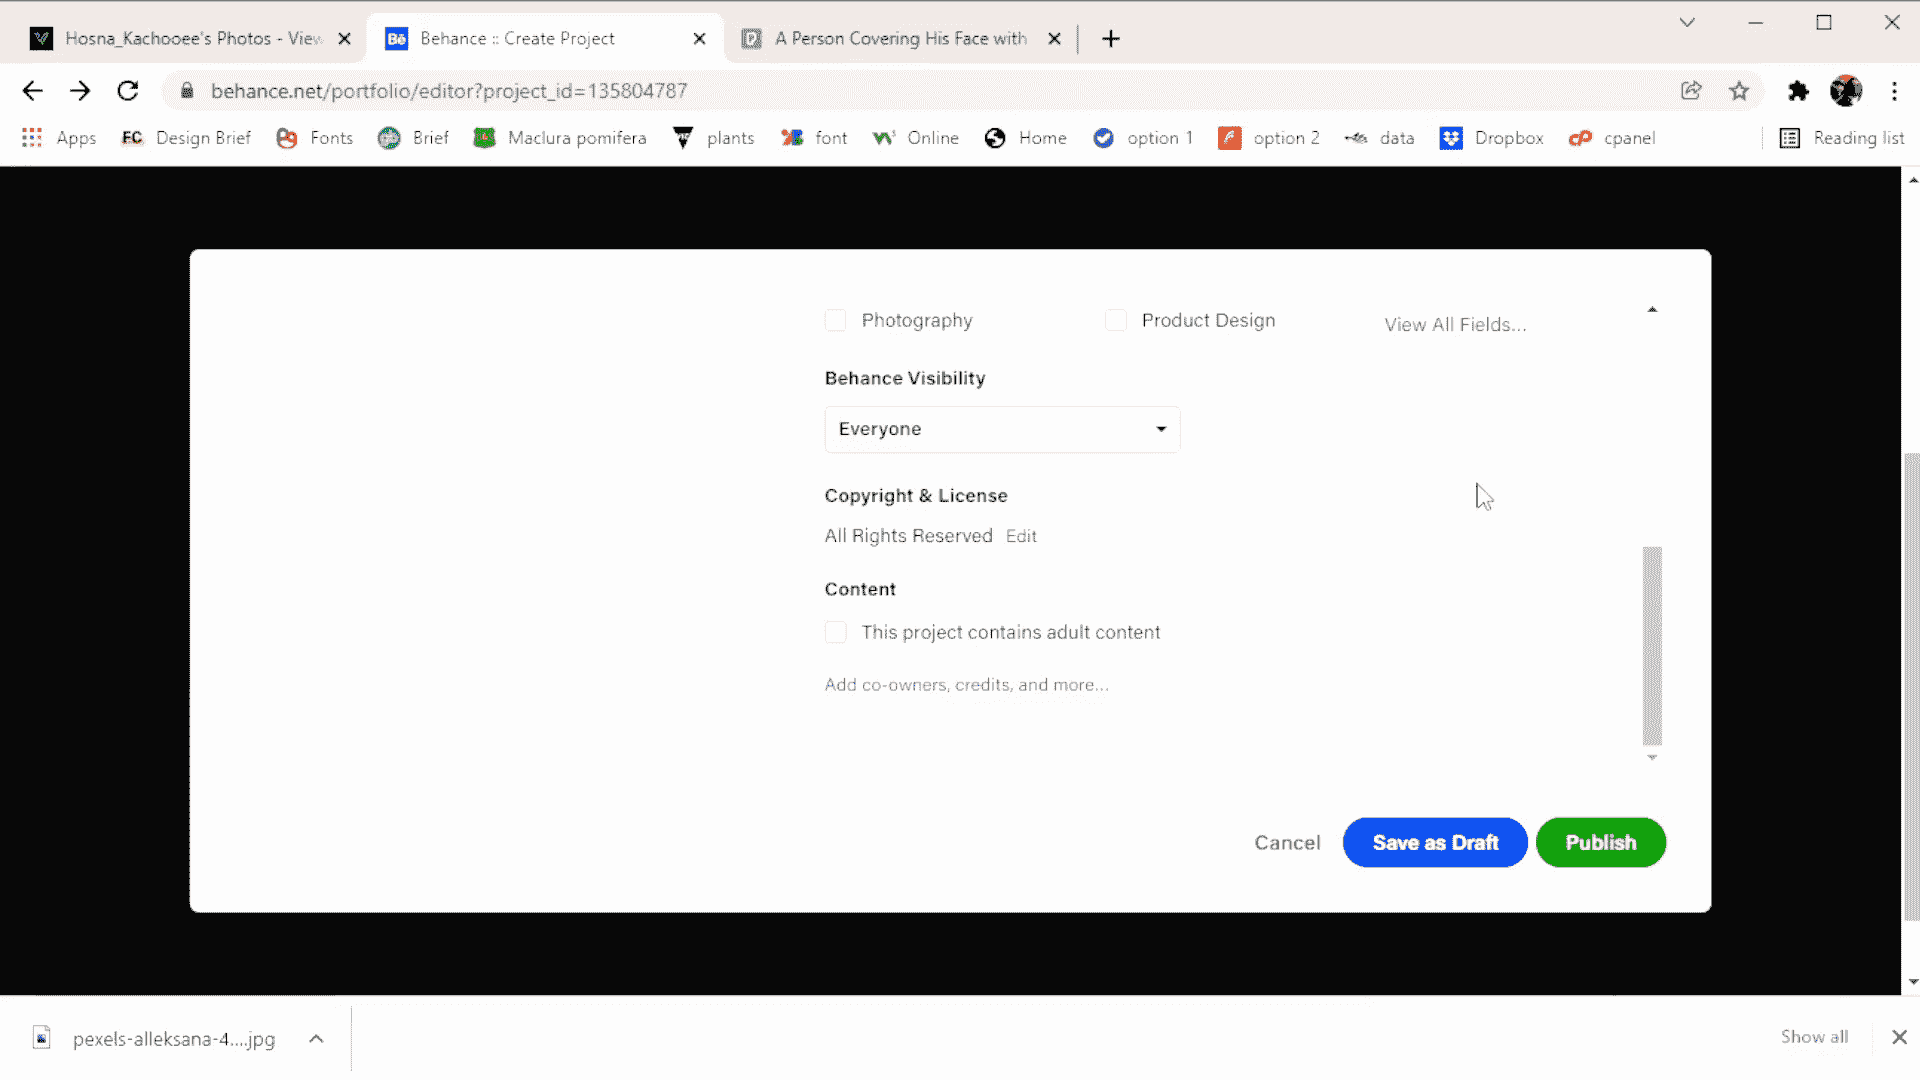 Hosna_Kachooee's Photos - View
Behance :: Create Project
A Person Covering His Face with
behance.net/portfolio/editor?project_id=135804787
Apps
Design Brief
Fonts
Brief
Maclura pomifera
plants
font
Online
Home
option 1
option 2
data
Dropbox
cpanel
Reading list
Photography
Product Design
View All Fields...
Behance Visibility
Everyone
Copyright & License
All Rights Reserved Edit
Content
This project contains adult content
Add co-owners, credits, and more...
Cancel
Save as Draft
Publish
pexels-alleksana-4....jpg
Show all